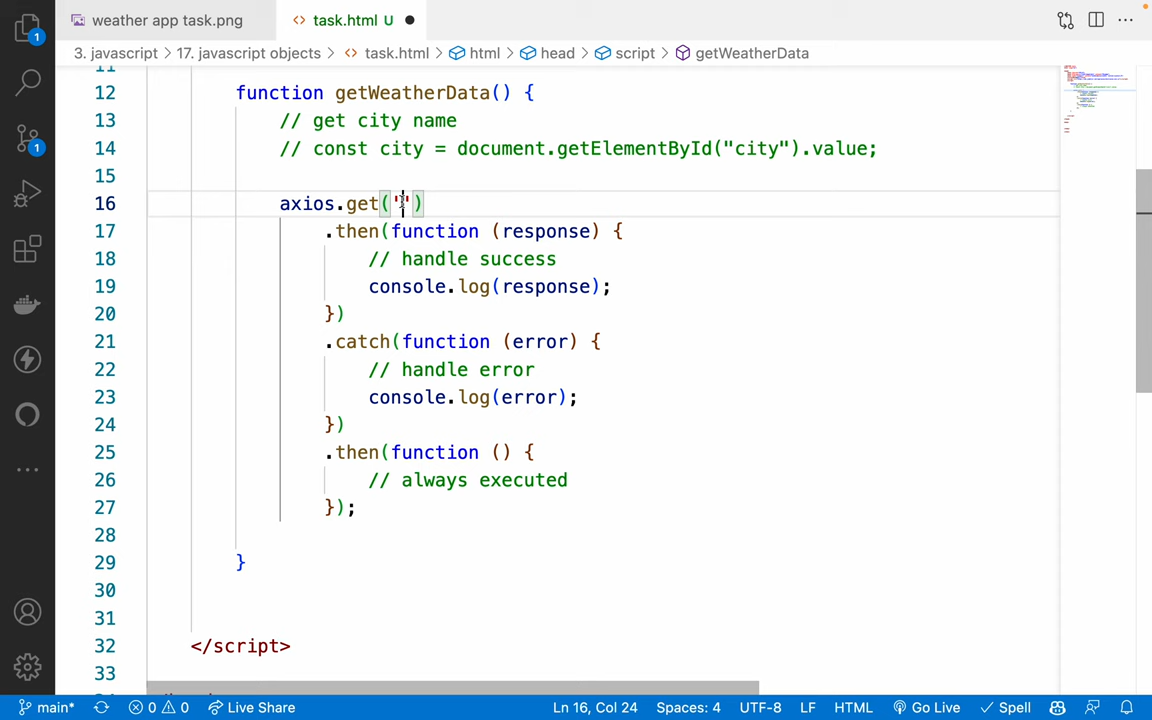 weather app task.png
<> task.html U
3. javascript > 17. javascript objects > <> task.html > html > head > script > getWeatherData
11
12 function getWeatherData() {
13 // get city name
14 // const city = document.getElementById("city").value;
15
16 axios.get('')
17 .then(function (response) {
18 // handle success
19 console.log(response);
20 })
21 .catch(function (error) {
22 // handle error
23 console.log(error);
24 })
25 .then(function () {
26 // always executed
27 });
28
29 }
30
31
32 </script>
33
1
1
main* 0 0 Live Share Ln 16, Col 24 Spaces: 4 UTF-8 LF HTML Go Live Spell